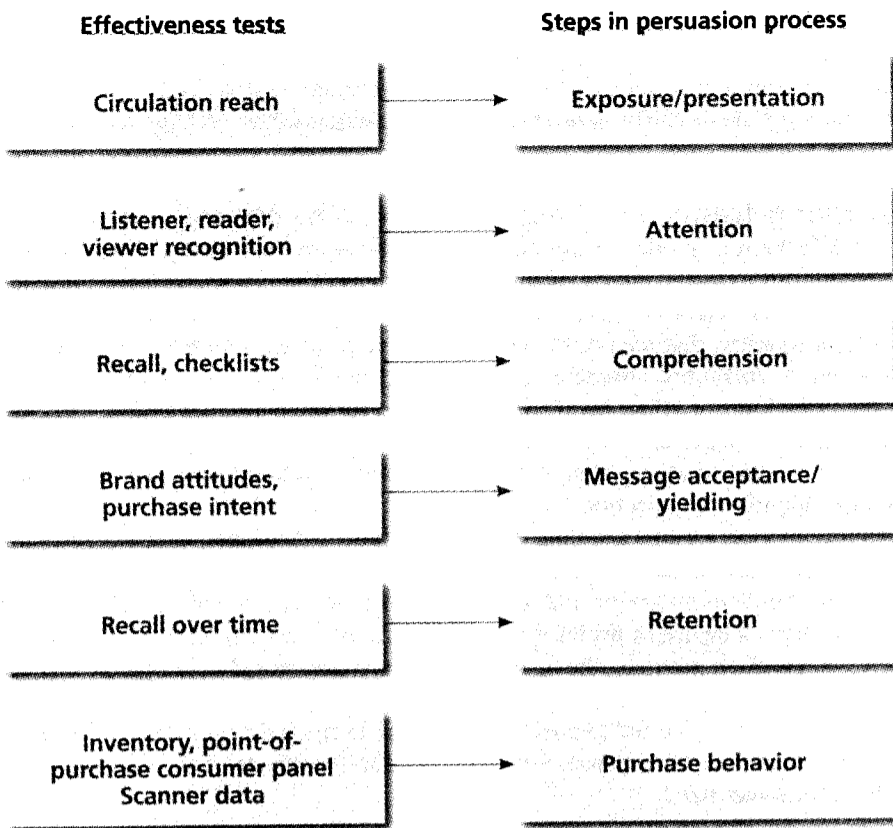 Effectiveness tests
Steps in persuasion process
Circulation reach
Exposure/presentation
Listener, reader,
viewer recognition
Attention
Recall, checklists
Comprehension
Brand attitudes,
purchase intent
Message acceptance/
yielding
Recall over time
Retention
Inventory, point-of-
purchase consumer panel
Scanner data
Purchase behavior